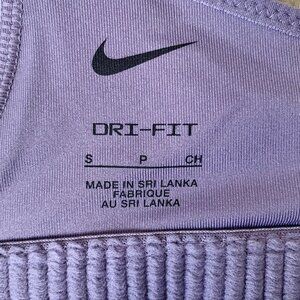 DRI-FIT
S P CH
MADE IN SRI LANKA
FABRIQUE
AU SRI LANKA